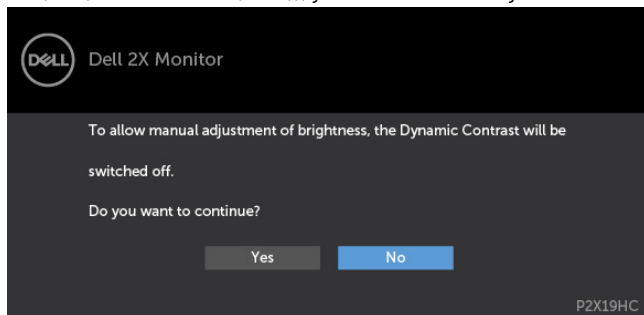 DELL
Dell 2X Monitor
To allow manual adjustment of brightness, the Dynamic Contrast will be
switched off.
Do you want to continue?
Yes
No
P2X19HC